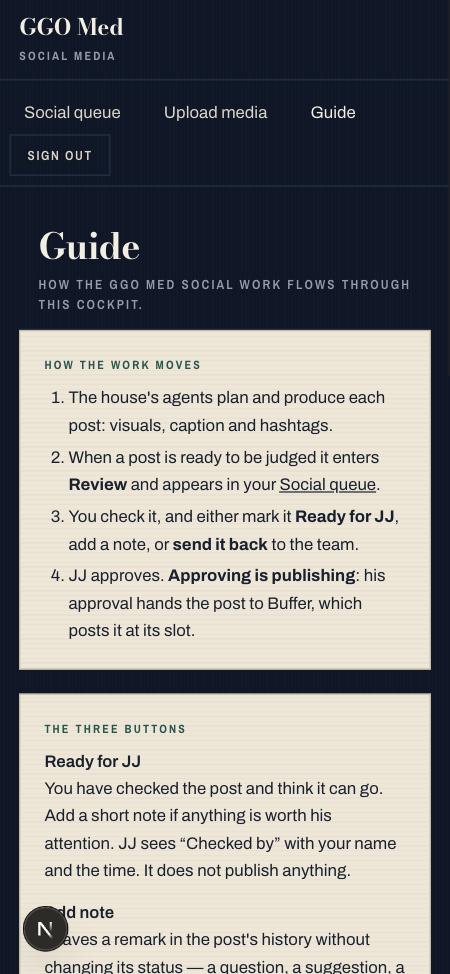 GGO Med
SOCIAL MEDIA
Social queue Upload media Guide
SIGN OUT
Guide
HOW THE GGO MED SOCIAL WORK FLOWS THROUGH
THIS COCKPIT.
HOW THE WORK MOVES
1. The house's agents plan and produce each
post: visuals, caption and hashtags.
2. When a post is ready to be judged it enters
Review and appears in your Social queue.
3. You check it, and either mark it Ready for JJ,
add a note, or send it back to the team.
4. JJ approves. Approving is publishing: his
approval hands the post to Buffer, which
posts it at its slot.
THE THREE BUTTONS
Ready for JJ
You have checked the post and think it can go.
Add a short note if anything is worth his
attention. JJ sees “Checked by” with your name
and the time. It does not publish anything.
note
N
a remark in the post's history without
changing its status — a question, a suggestion, a